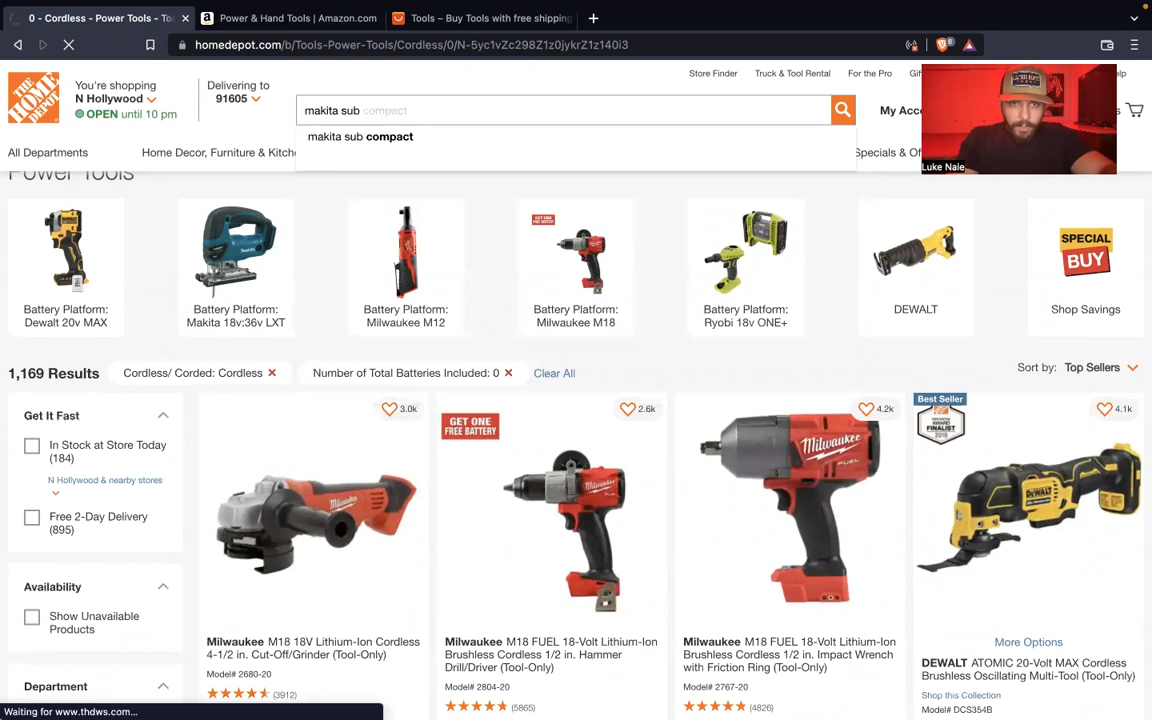 0 - Cordless - Power Tools - To
Power & Hand Tools | Amazon.com
Tools – Buy Tools with free shipping
homedepot.com/b/Tools-Power-Tools/Cordless/0/N-5yc1vZc298Z1z0jykrZ1z140i3
6
Store Finder
Truck & Tool Rental
For the Pro
THE HOME DEPOT
You're shopping
N Hollywood
OPEN until 10 pm
Delivering to
91605
makita sub compact
makita sub compact
My Acc
Luke Nale
All Departments
Home Decor, Furniture & Kitch
Specials & Of
Power Tools
GET ONE
SPECIAL
BUY
Battery Platform:
Dewalt 20v MAX
Battery Platform:
Makita 18v:36v LXT
Battery Platform:
Milwaukee M12
Battery Platform:
Milwaukee M18
Battery Platform:
Ryobi 18v ONE+
DEWALT
Shop Savings
1,169 Results
Cordless/ Corded: Cordless
Number of Total Batteries Included: 0
Clear All
Sort by: Top Sellers
Get It Fast
In Stock at Store Today
(184)
N Hollywood & nearby stores
Free 2-Day Delivery
(895)
Availability
Show Unavailable
Products
Department
3.0k
Milwaukee M18 18V Lithium-Ion Cordless
4-1/2 in. Cut-Off/Grinder (Tool-Only)
Model# 2680-20
(3912)
2.6k
GET ONE
FREE BATTERY
Milwaukee M18 FUEL 18-Volt Lithium-Ion
Brushless Cordless 1/2 in. Hammer
Drill/Driver (Tool-Only)
Model# 2804-20
(5865)
4.2k
Milwaukee
FUEL
Milwaukee M18 FUEL 18-Volt Lithium-Ion
Brushless Cordless 1/2 in. Impact Wrench
with Friction Ring (Tool-Only)
Model# 2767-20
(4826)
Best Seller
4.1k
FINALIST
2019
DEWALT
More Options
DEWALT ATOMIC 20-Volt MAX Cordless
Brushless Oscillating Multi-Tool (Tool-Only)
Shop this Collection
Model# DCS354B
Waiting for www.thdws.com...